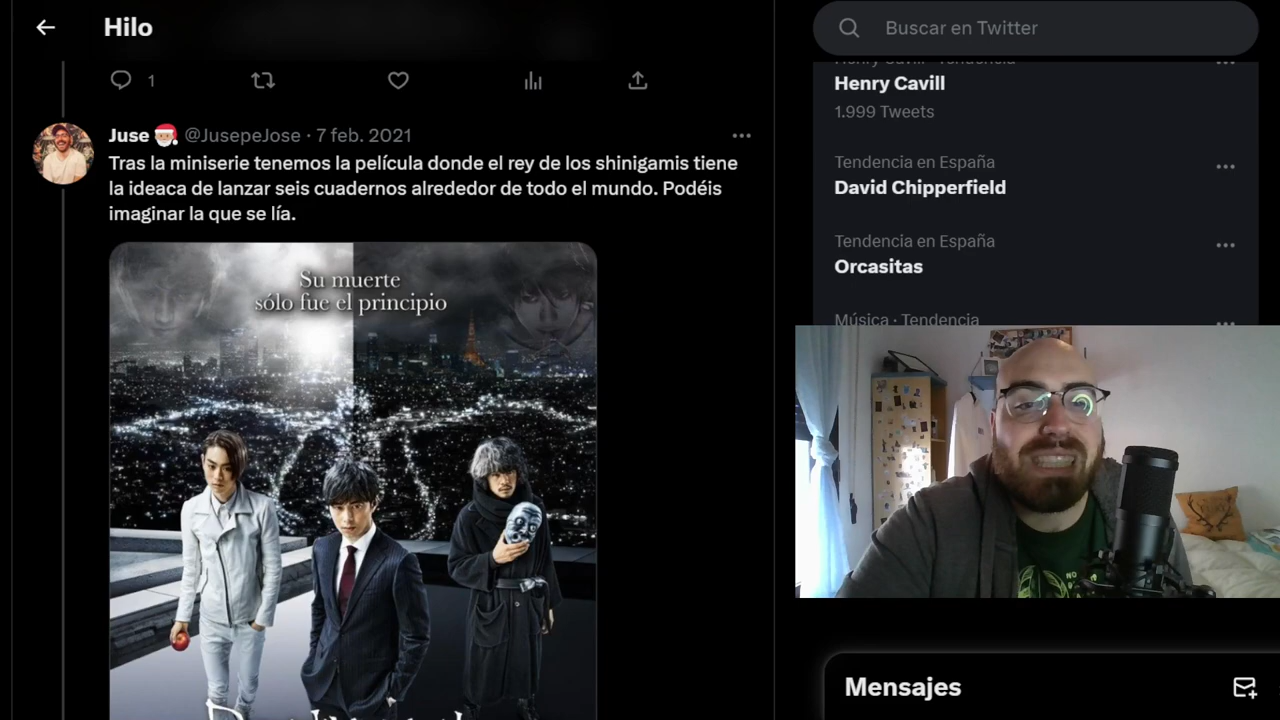 Hilo
1
Juse @JusepeJose · 7 feb. 2021
Tras la miniserie tenemos la película donde el rey de los shinigamis tiene
la ideaca de lanzar seis cuadernos alrededor de todo el mundo. Podéis
imaginar la que se lía.
Su muerte
sólo fue el principio
Buscar en Twitter
Henry Cavill · Tendencia
Henry Cavill
1.999 Tweets
Tendencia en España
David Chipperfield
Tendencia en España
Orcasitas
Música · Tendencia
NO
Mensajes